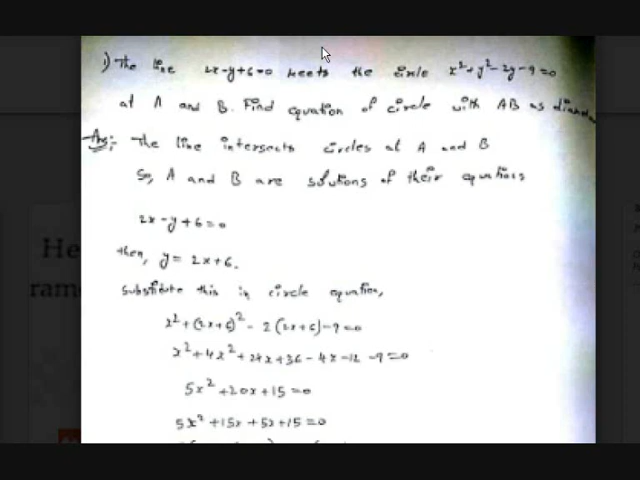 1) The line 2x-y+6=0 meets the circle x²+y²-2y-9=0
at A and B. Find equation of circle with AB as
Ans:- The line intersects circles at A and B
So, A and B are solutions of their equations
2x-y+6=0
then, y= 2x+6.
substitute this in circle equation,
x²+(2x+6)²-2(2x+6)-9=0
x²+4x²+24x+36-4x-12-9=0
5x²+20x+15=0
5x²+15x+5x+15=0
He
rame